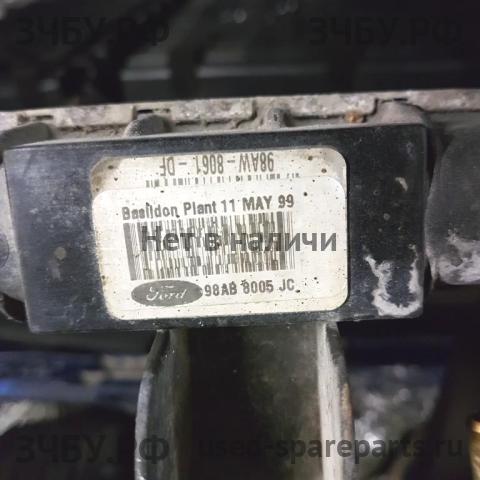 ЗЧБУ.РФ
ЗЧБУ.РФ
98AW-8061-DF
Basildon Plant 11 MAY 99
Нет в наличии
Ford 98AB 8005 JC
ЗЧБУ.РФ
used-spareparts.ru